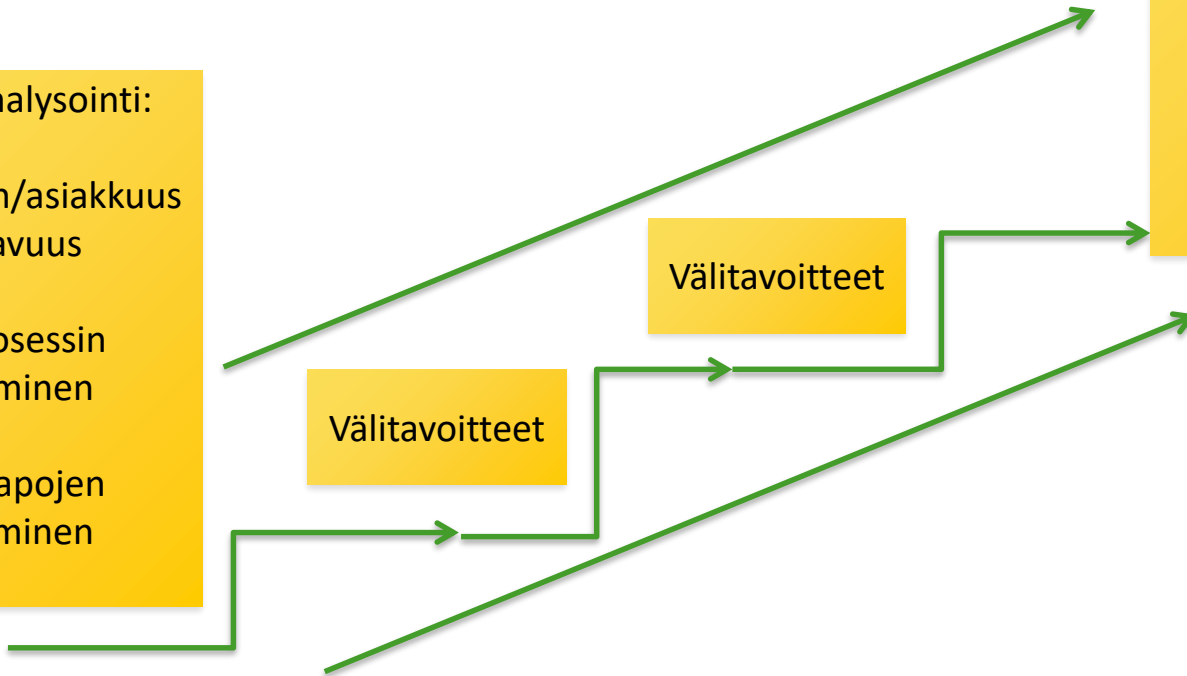 nalysointi:
n/asiakkuus
avuus
osessin
minen
apojen
minen
Välitavoitteet
Välitavoitteet